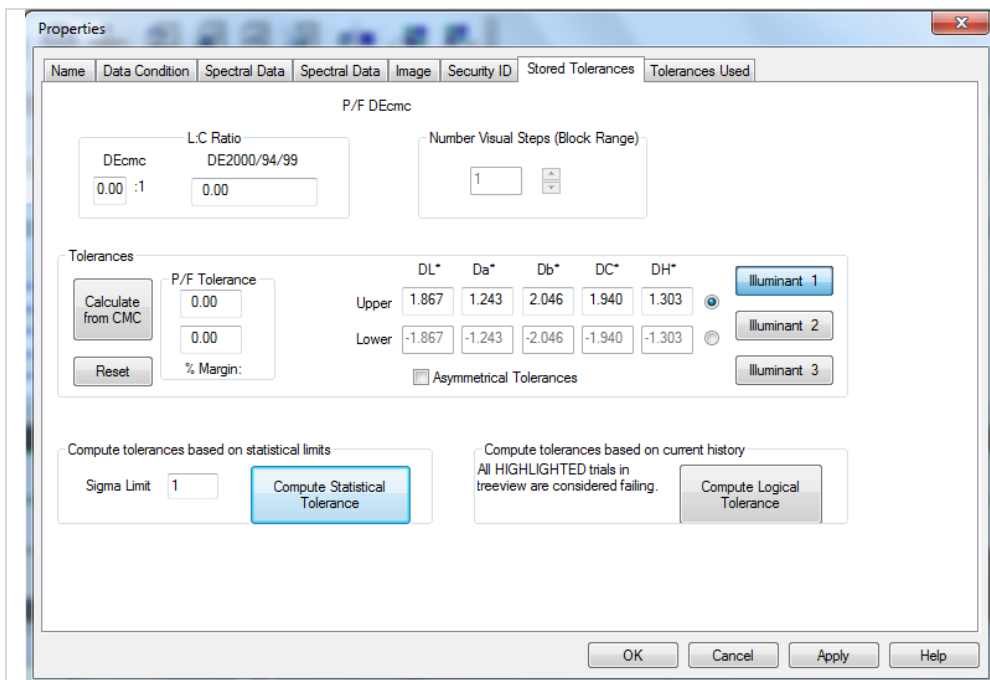 Properties
Name Data Condition Spectral Data Spectral Data Image Security ID Stored Tolerances Tolerances Used
P/F DEcmc
L:C Ratio
DEcmc DE2000/94/99
0.00 :1 0.00
Number Visual Steps (Block Range)
1
Tolerances
Calculate
from CMC
Reset
P/F Tolerance
0.00
0.00
% Margin:
DL* Da* Db* DC* DH*
Upper 1.867 1.243 2.046 1.940 1.303
Lower -1.867 -1.243 -2.046 -1.940 -1.303
Asymmetrical Tolerances
Illuminant 1
Illuminant 2
Illuminant 3
Compute tolerances based on statistical limits
Sigma Limit 1
Compute Statistical
Tolerance
Compute tolerances based on current history
All HIGHLIGHTED trials in
treeview are considered failing.
Compute Logical
Tolerance
OK Cancel Apply Help